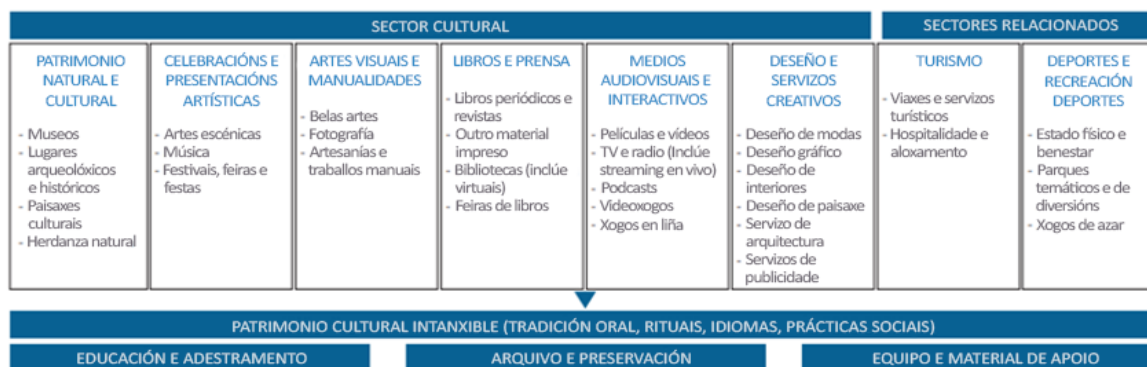 SECTOR CULTURAL
SECTORES RELACIONADOS
PATRIMONIO
NATURAL E
CULTURAL
- Museos
- Lugares
arqueolóxicos
e históricos
- Paisaxes
culturais
- Herdanza natural
CELEBRACIÓNS E
PRESENTACIÓNS
ARTÍSTICAS
- Artes escénicas
- Música
- Festivais, feiras e
festas
ARTES VISUAIS E
MANUALIDADES
- Belas artes
- Fotografía
- Artesanías e
traballos manuais
LIBROS E PRENSA
- Libros periódicos e
revistas
- Outro material
impreso
- Bibliotecas (inclúe
virtuais)
- Feiras de libros
MEDIOS
AUDIOVISUAIS E
INTERACTIVOS
- Películas e vídeos
- TV e radio (Inclúe
streaming en vivo)
- Podcasts
- Videoxogos
- Xogos en liña
DESEÑO E
SERVIZOS
CREATIVOS
- Deseño de modas
- Deseño gráfico
- Deseño de
interiores
- Deseño de paisaxe
- Servizo de
arquitectura
- Servizos de
publicidade
TURISMO
- Viaxes e servizos
turísticos
- Hospitalidade e
aloxamento
DEPORTES E
RECREACIÓN
DEPORTES
- Estado físico e
benestar
- Parques
temáticos e de
diversións
- Xogos de azar
PATRIMONIO CULTURAL INTANXIBLE (TRADICIÓN ORAL, RITUAIS, IDIOMAS, PRÁCTICAS SOCIAIS)
EDUCACIÓN E ADESTRAMENTO
ARQUIVO E PRESERVACIÓN
EQUIPO E MATERIAL DE APOIO